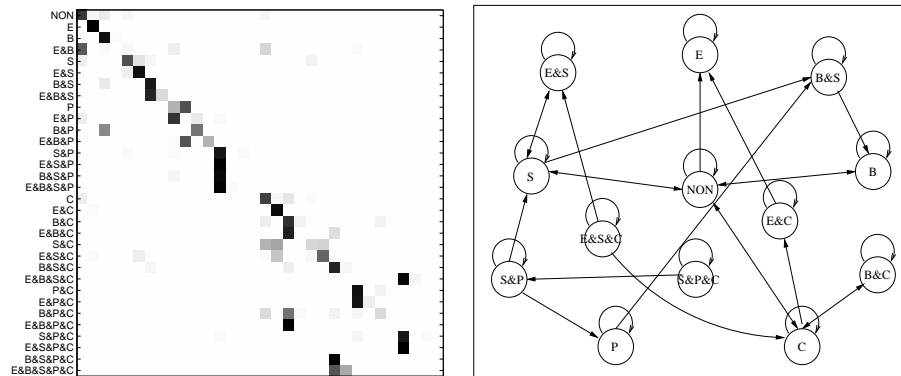 NON
E
B
E&B
S
E&S
B&S
E&B&S
P
E&P
B&P
E&B&P
S&P
E&S&P
B&S&P
E&B&S&P
C
E&C
B&C
E&B&C
S&C
E&S&C
B&S&C
E&B&S&C
P&C
E&P&C
B&P&C
E&B&P&C
S&P&C
E&S&P&C
B&S&P&C
E&B&S&P&C
E
E&S
B&S
S
B
NON
E&C
E&S&C
S&P
S&P&C
B&C
P
C